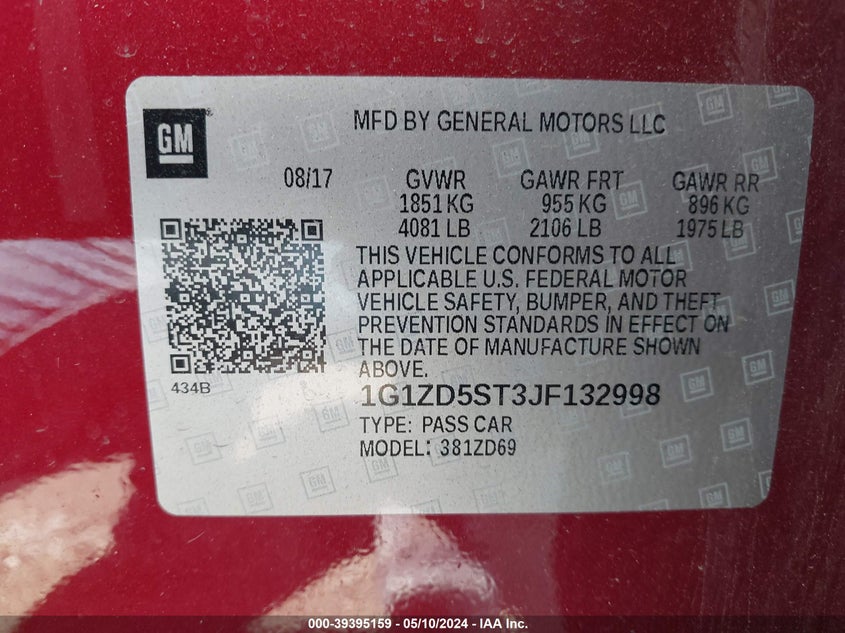 GM
MFD BY GENERAL MOTORS LLC
08/17 GVWR GAWR FRT GAWR RR
1851 KG 955 KG 896 KG
4081 LB 2106 LB 1975 LB
THIS VEHICLE CONFORMS TO ALL
APPLICABLE U.S. FEDERAL MOTOR
VEHICLE SAFETY, BUMPER, AND THEFT
PREVENTION STANDARDS IN EFFECT ON
THE DATE OF MANUFACTURE SHOWN
ABOVE.
434B
1G1ZD5ST3JF132998
TYPE: PASS CAR
MODEL: 381ZD69
000-39395159 - 05/10/2024 - IAA Inc.